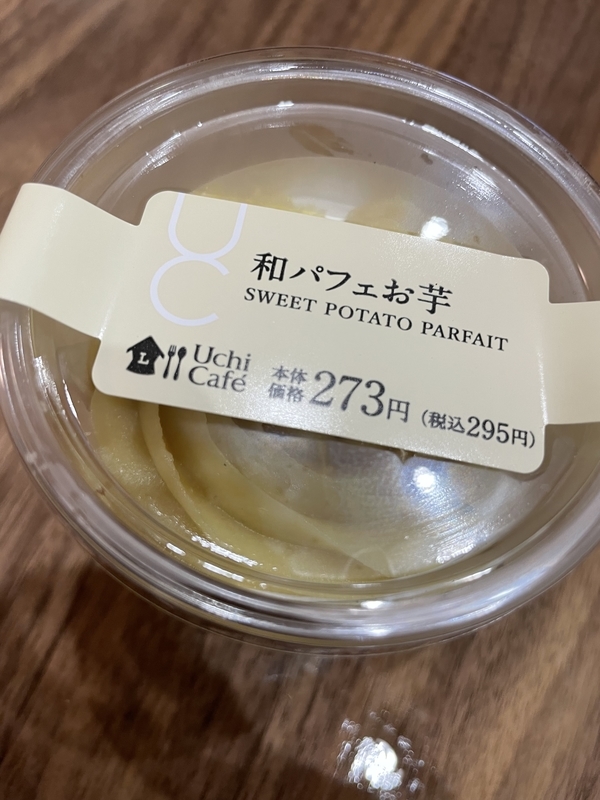 UC
和パフェお芋
SWEET POTATO PARFAIT
L
Uchi
Café
本体
価格 273円 (税込295円)